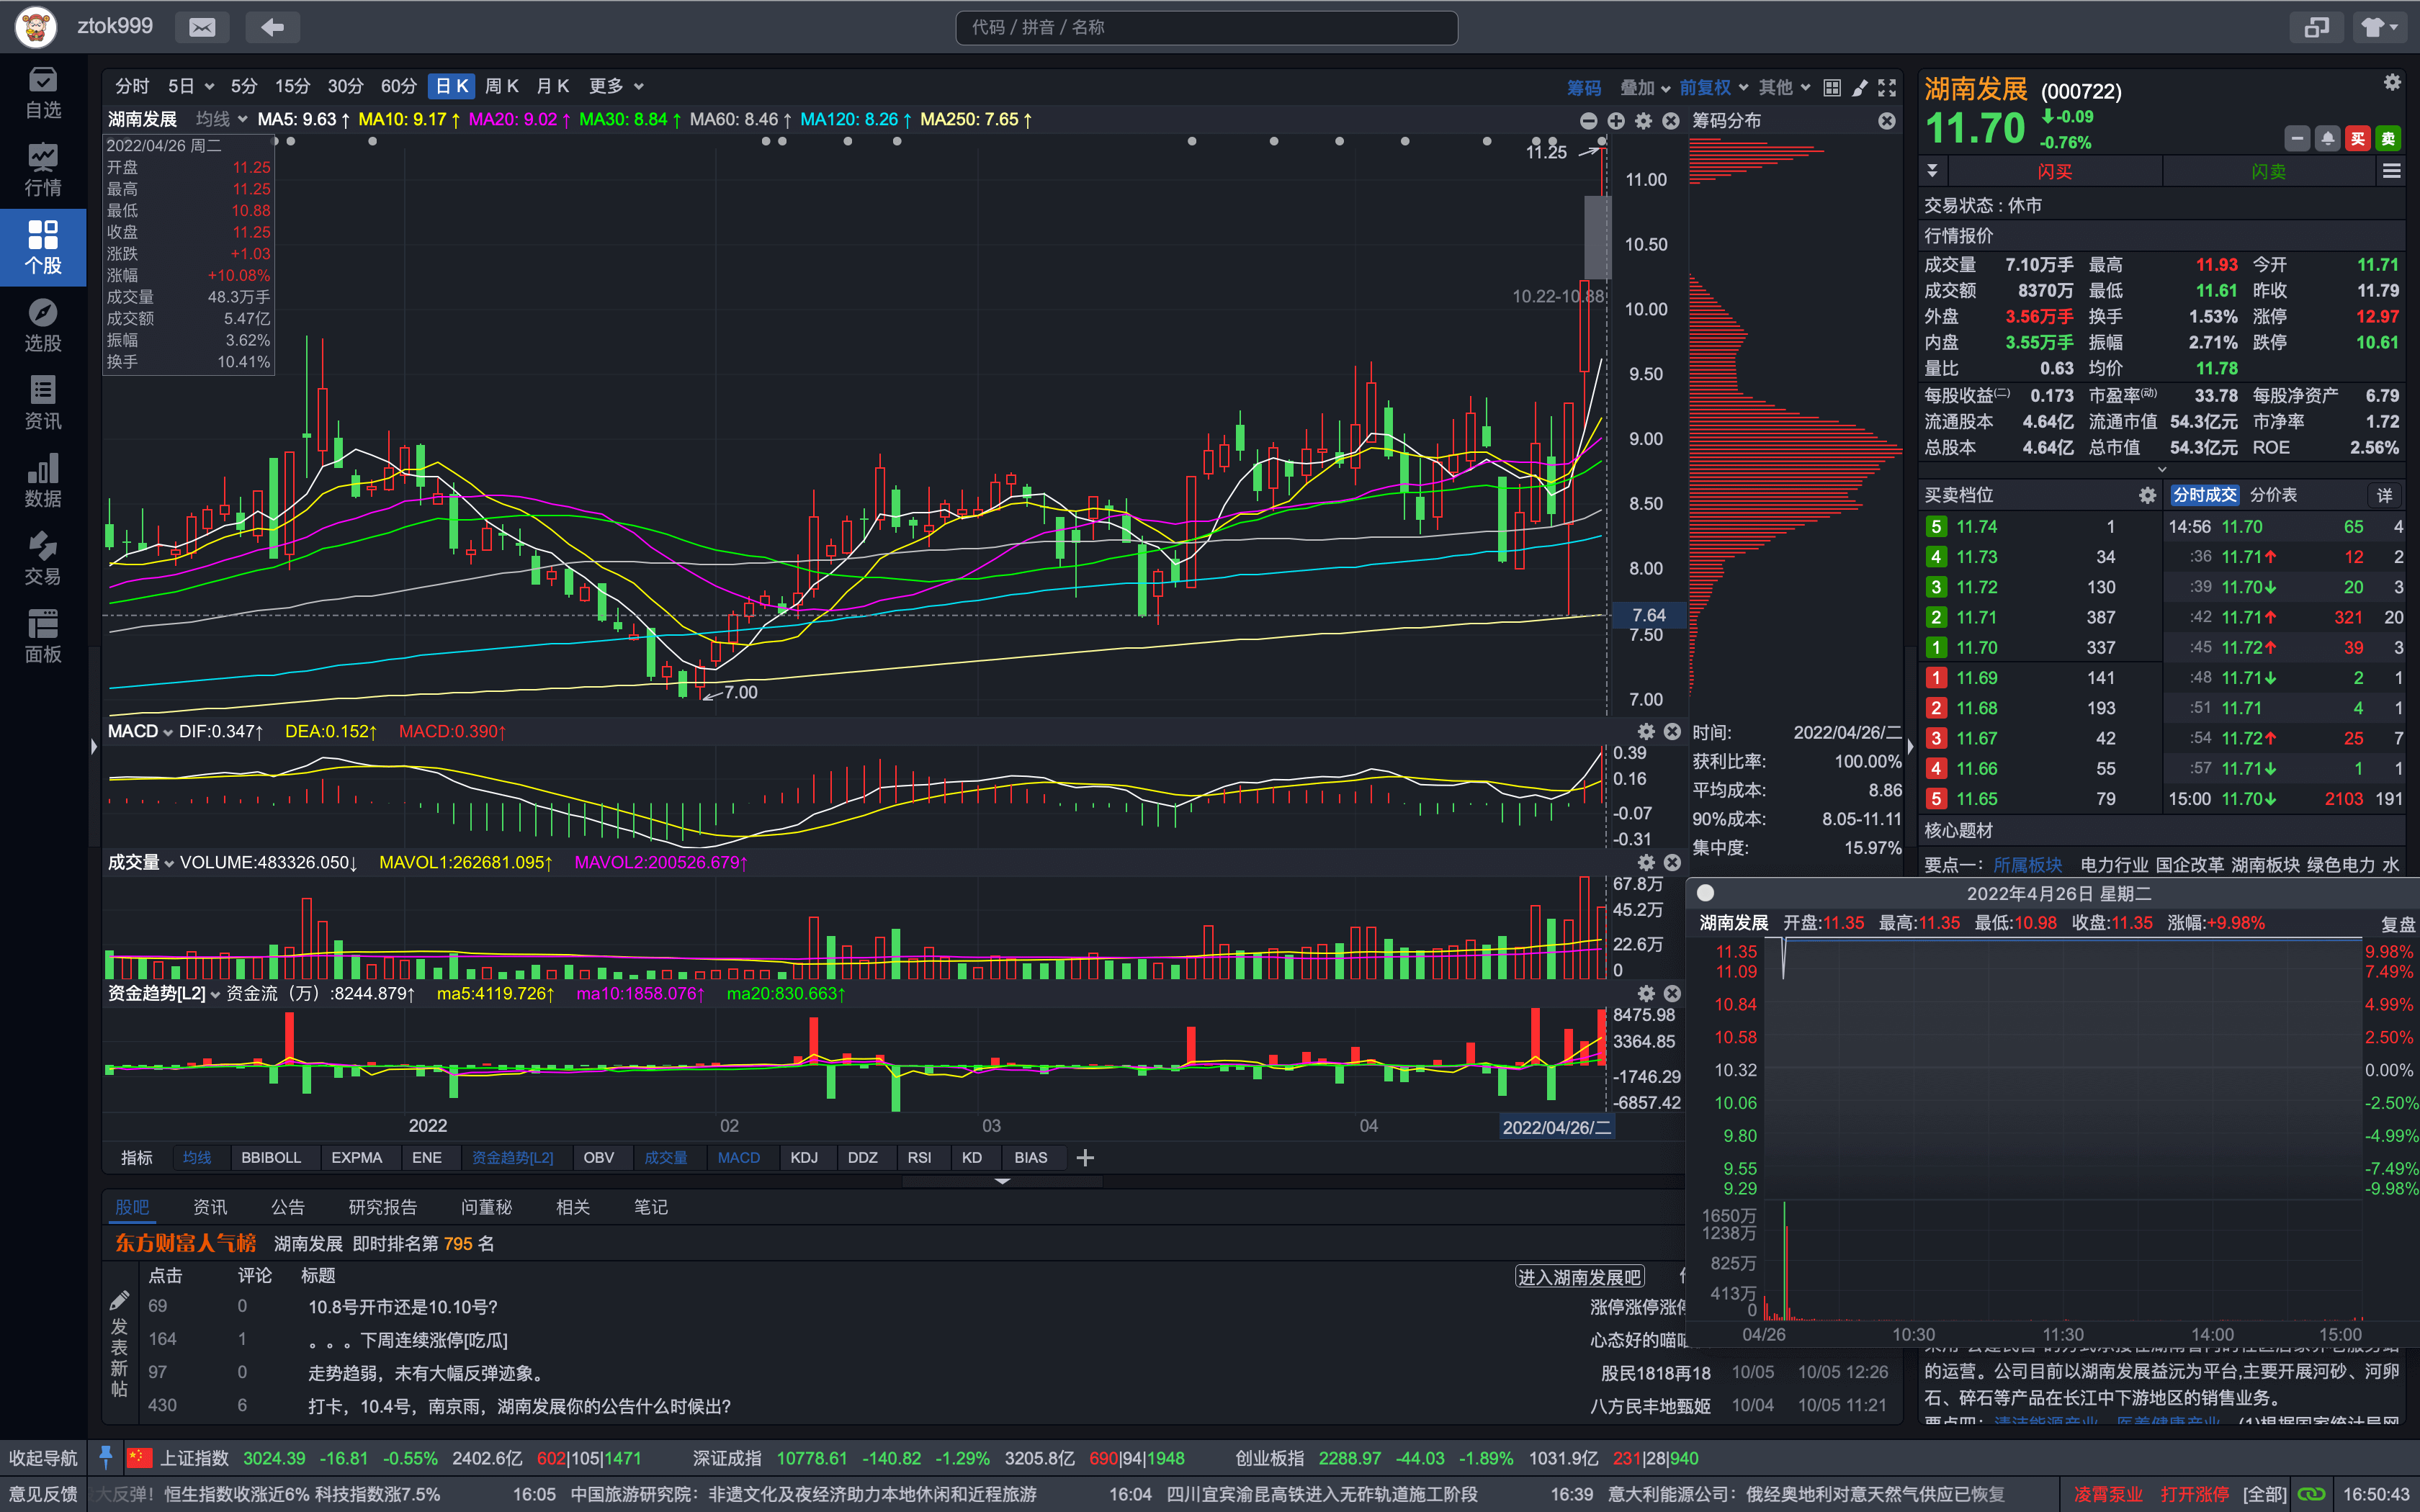 ztok999
代码 / 拼音 / 名称
自选
行情
个股
选股
资讯
数据
交易
面板
分时 5日 5分 15分 30分 60分 日K 周K 月K 更多
筹码 叠加 前复权 其他
湖南发展 均线 MA5: 9.63↑ MA10: 9.17↑ MA20: 9.02↑ MA30: 8.84↑ MA60: 8.46↑ MA120: 8.26↑ MA250: 7.65↑
筹码分布
2022/04/26 周二
开盘 11.25
最高 11.25
最低 10.88
收盘 11.25
涨跌 +1.03
涨幅 +10.08%
成交量 48.3万手
成交额 5.47亿
振幅 3.62%
换手 10.41%
11.25
10.22-10.88
7.00
11.00
10.50
10.00
9.50
9.00
8.50
8.00
7.64
7.50
7.00
MACD DIF:0.347↑ DEA:0.152↑ MACD:0.390↑
0.39
0.16
-0.07
-0.31
成交量 VOLUME:483326.050↓ MAVOL1:262681.095↑ MAVOL2:200526.679↑
67.8万
45.2万
22.6万
0
资金趋势[L2] 资金流（万）:8244.879↑ ma5:4119.726↑ ma10:1858.076↑ ma20:830.663↑
8475.98
3364.85
-1746.29
-6857.42
2022 02 03 04 2022/04/26/二
时间: 2022/04/26/二
获利比率: 100.00%
平均成本: 8.86
90%成本: 8.05-11.11
集中度: 15.97%
指标 均线 BBIBOLL EXPMA ENE 资金趋势[L2] OBV 成交量 MACD KDJ DDZ RSI KD BIAS
股吧 资讯 公告 研究报告 问董秘 相关 笔记
东方财富人气榜 湖南发展 即时排名第 795 名
点击 评论 标题
进入湖南发展吧
发表新帖
69 0 10.8号开市还是10.10号? 涨停涨停涨停
164 1 。。。下周连续涨停[吃瓜] 心态好的喵
97 0 走势趋弱，未有大幅反弹迹象。 股民1818再18 10/05 10/05 12:26
430 6 打卡，10.4号，南京雨，湖南发展你的公告什么时候出? 八方民丰地甄姬 10/04 10/05 11:21
湖南发展 (000722)
11.70 -0.09
-0.76%
买 卖
闪买 闪卖
交易状态 : 休市
行情报价
成交量 7.10万手 最高 11.93 今开 11.71
成交额 8370万 最低 11.61 昨收 11.79
外盘 3.56万手 换手 1.53% 涨停 12.97
内盘 3.55万手 振幅 2.71% 跌停 10.61
量比 0.63 均价 11.78
每股收益(二) 0.173 市盈率(动) 33.78 每股净资产 6.79
流通股本 4.64亿 流通市值 54.3亿元 市净率 1.72
总股本 4.64亿 总市值 54.3亿元 ROE 2.56%
买卖档位
分时成交 分价表 详
5 11.74 1
4 11.73 34
3 11.72 130
2 11.71 387
1 11.70 337
1 11.69 141
2 11.68 193
3 11.67 42
4 11.66 55
5 11.65 79
14:56 11.70 65 4
:36 11.71↑ 12 2
:39 11.70↓ 20 3
:42 11.71↑ 321 20
:45 11.72↑ 39 3
:48 11.71↓ 2 1
:51 11.71 4 1
:54 11.72↑ 25 7
:57 11.71↓ 1 1
15:00 11.70↓ 2103 191
核心题材
要点一: 所属板块 电力行业 国企改革 湖南板块 绿色电力 水
2022年4月26日 星期二
湖南发展 开盘:11.35 最高:11.35 最低:10.98 收盘:11.35 涨幅:+9.98% 复盘
11.35 9.98%
11.09 7.49%
10.84 4.99%
10.58 2.50%
10.32 0.00%
10.06 -2.50%
9.80 -4.99%
9.55 -7.49%
9.29 -9.98%
1650万
1238万
825万
413万
0
04/26 10:30 11:30 14:00 15:00
的运营。公司目前以湖南发展益沅为平台,主要开展河砂、河卵
石、碎石等产品在长江中下游地区的销售业务。
收起导航 上证指数 3024.39 -16.81 -0.55% 2402.6亿 602|105|1471 深证成指 10778.61 -140.82 -1.29% 3205.8亿 690|94|1948 创业板指 2288.97 -44.03 -1.89% 1031.9亿 231|28|940
意见反馈 大反弹！恒生指数收涨近6% 科技指数涨7.5% 16:05 中国旅游研究院：非遗文化及夜经济助力本地休闲和近程旅游 16:04 四川宜宾渝昆高铁进入无砟轨道施工阶段 16:39 意大利能源公司：俄经奥地利对意天然气供应已恢复 凌霄泵业 打开涨停 [全部] 16:50:43